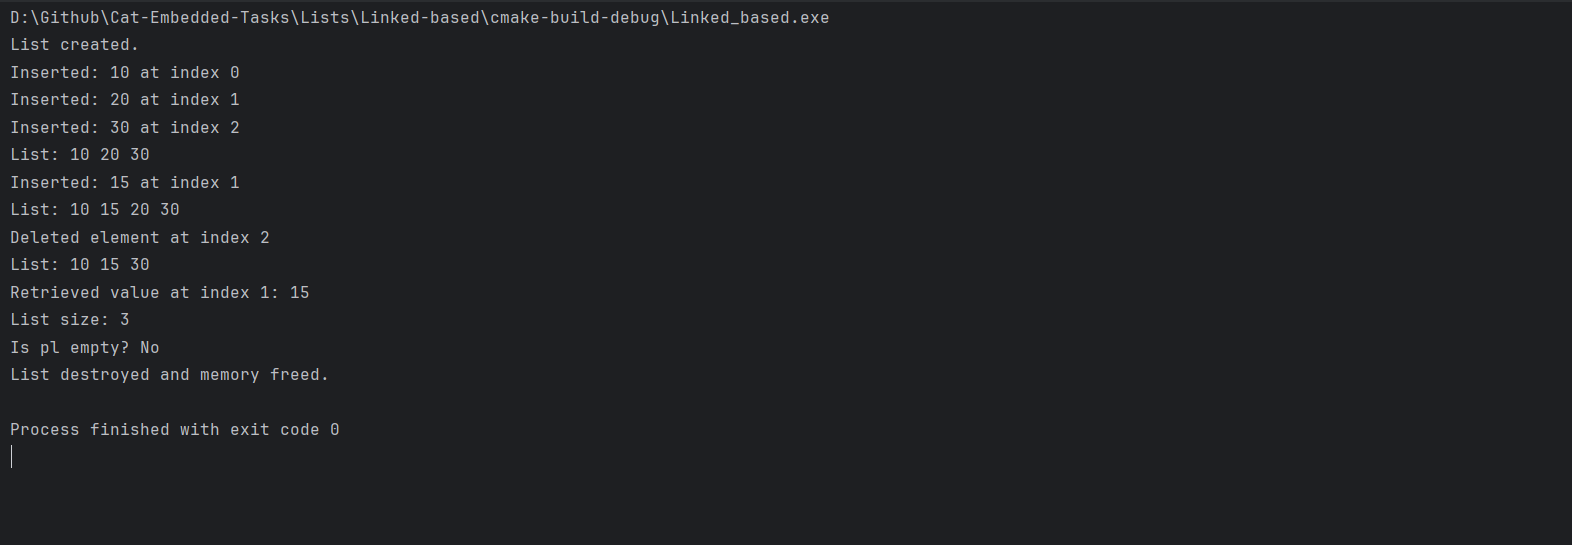 D:\Github\Cat-Embedded-Tasks\Lists\Linked-based\cmake-build-debug\Linked_based.exe
List created.
Inserted: 10 at index 0
Inserted: 20 at index 1
Inserted: 30 at index 2
List: 10 20 30
Inserted: 15 at index 1
List: 10 15 20 30
Deleted element at index 2
List: 10 15 30
Retrieved value at index 1: 15
List size: 3
Is pl empty? No
List destroyed and memory freed.
Process finished with exit code 0